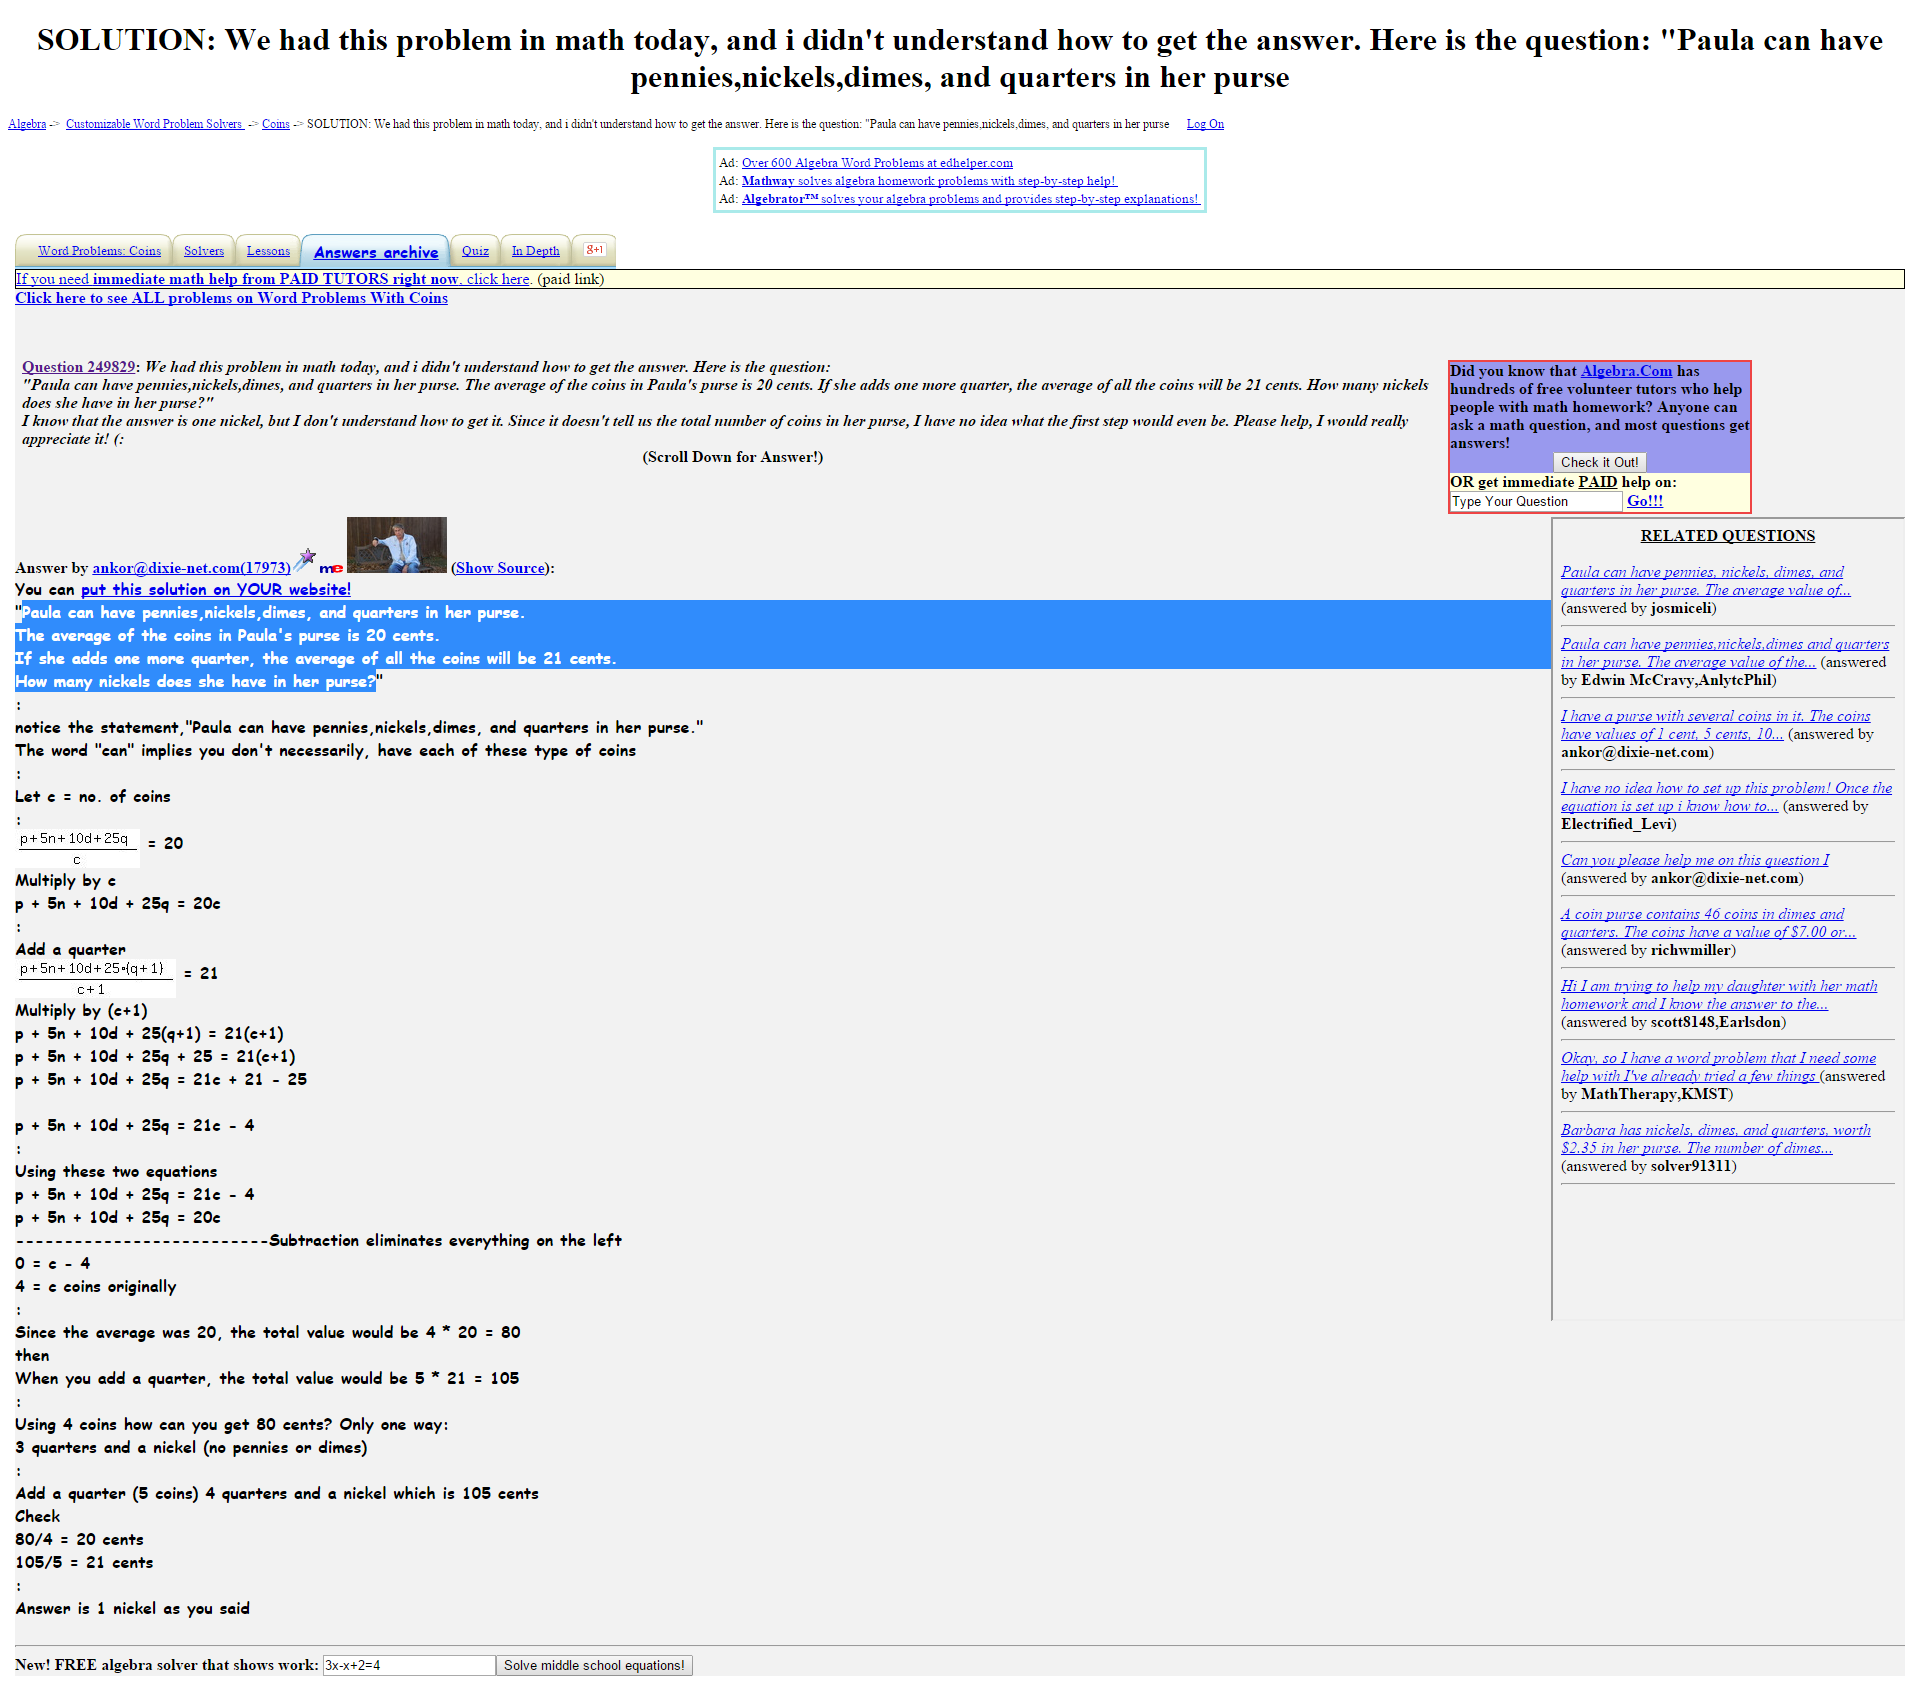 SOLUTION: We had this problem in math today, and i didn't understand how to get the answer. Here is the question: "Paula can have
pennies,nickels,dimes, and quarters in her purse
Algebra -> Customizable Word Problem Solvers -> Coins -> SOLUTION: We had this problem in math today, and i didn't understand how to get the answer. Here is the question: "Paula can have pennies,nickels,dimes, and quarters in her purse Log On
Ad: Over 600 Algebra Word Problems at edhelper.com
Ad: Mathway solves algebra homework problems with step-by-step help!
Ad: Algebrator™ solves your algebra problems and provides step-by-step explanations!
Word Problems: Coins Solvers Lessons Answers archive Quiz In Depth g+1
If you need immediate math help from PAID TUTORS right now, click here. (paid link)
Click here to see ALL problems on Word Problems With Coins
Question 249829: We had this problem in math today, and i didn't understand how to get the answer. Here is the question:
"Paula can have pennies,nickels,dimes, and quarters in her purse. The average of the coins in Paula's purse is 20 cents. If she adds one more quarter, the average of all the coins will be 21 cents. How many nickels
does she have in her purse?"
I know that the answer is one nickel, but I don't understand how to get it. Since it doesn't tell us the total number of coins in her purse, I have no idea what the first step would even be. Please help, I would really
appreciate it! (:
(Scroll Down for Answer!)
Did you know that Algebra.Com has
hundreds of free volunteer tutors who help
people with math homework? Anyone can
ask a math question, and most questions get
answers!
Check it Out!
OR get immediate PAID help on:
Type Your Question Go!!!
Answer by ankor@dixie-net.com(17973) me (Show Source):
You can put this solution on YOUR website!
"Paula can have pennies,nickels,dimes, and quarters in her purse.
The average of the coins in Paula's purse is 20 cents.
If she adds one more quarter, the average of all the coins will be 21 cents.
How many nickels does she have in her purse?"
:
notice the statement,"Paula can have pennies,nickels,dimes, and quarters in her purse."
The word "can" implies you don't necessarily, have each of these type of coins
:
Let c = no. of coins
:
p+5n+10d+25q
= 20
c
Multiply by c
p + 5n + 10d + 25q = 20c
:
Add a quarter
p+5n+10d+25*(q+1)
= 21
c+1
Multiply by (c+1)
p + 5n + 10d + 25(q+1) = 21(c+1)
p + 5n + 10d + 25q + 25 = 21(c+1)
p + 5n + 10d + 25q = 21c + 21 - 25
p + 5n + 10d + 25q = 21c - 4
:
Using these two equations
p + 5n + 10d + 25q = 21c - 4
p + 5n + 10d + 25q = 20c
--------------------------Subtraction eliminates everything on the left
0 = c - 4
4 = c coins originally
:
Since the average was 20, the total value would be 4 * 20 = 80
then
When you add a quarter, the total value would be 5 * 21 = 105
:
Using 4 coins how can you get 80 cents? Only one way:
3 quarters and a nickel (no pennies or dimes)
:
Add a quarter (5 coins) 4 quarters and a nickel which is 105 cents
Check
80/4 = 20 cents
105/5 = 21 cents
:
Answer is 1 nickel as you said
RELATED QUESTIONS
Paula can have pennies, nickels, dimes, and
quarters in her purse. The average value of...
(answered by josmiceli)
Paula can have pennies,nickels,dimes and quarters
in her purse. The average value of the... (answered
by Edwin McCravy,AnlytcPhil)
I have a purse with several coins in it. The coins
have values of 1 cent, 5 cents, 10... (answered by
ankor@dixie-net.com)
I have no idea how to set up this problem! Once the
equation is set up i know how to... (answered by
Electrified_Levi)
Can you please help me on this question I
(answered by ankor@dixie-net.com)
A coin purse contains 46 coins in dimes and
quarters. The coins have a value of $7.00 or...
(answered by richwmiller)
Hi I am trying to help my daughter with her math
homework and I know the answer to the...
(answered by scott8148,Earlsdon)
Okay, so I have a word problem that I need some
help with I've already tried a few things (answered
by MathTherapy,KMST)
Barbara has nickels, dimes, and quarters, worth
$2.35 in her purse. The number of dimes...
(answered by solver91311)
New! FREE algebra solver that shows work: 3x-x+2=4 Solve middle school equations!